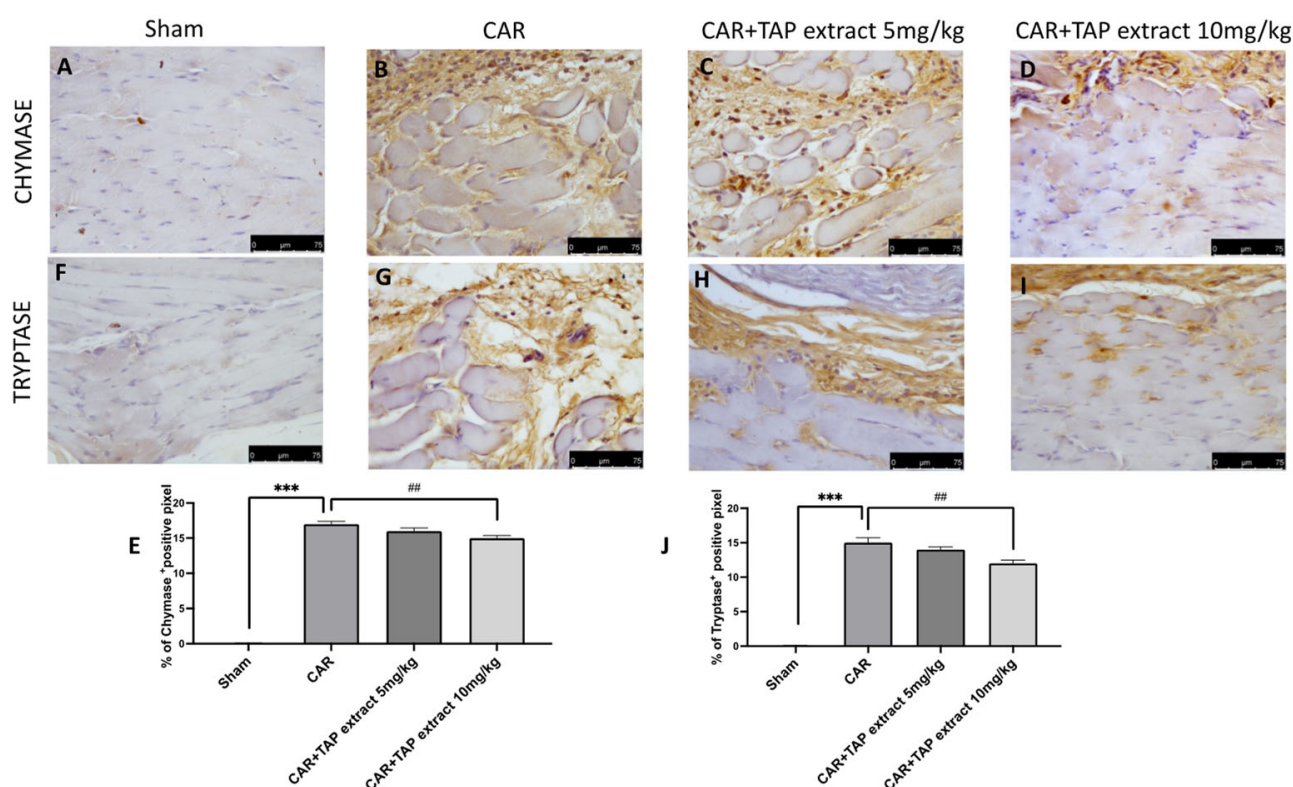 Sham CAR CAR+TAP extract 5mg/kg CAR+TAP extract 10mg/kg
CHYMASE
A B C D
0 µm 75 0 µm 75 0 µm 75 0 µm 75
TRYPTASE
F G H I
0 µm 75 0 µm 75 0 µm 75 0 µm 75
E
% of Chymase ⁺positive pixel
20
15
10
5
0
*** ##
Sham
CAR
CAR+TAP extract 5mg/kg
CAR+TAP extract 10mg/kg
J
% of Tryptase⁺ positive pixel
20
15
10
5
0
*** ##
Sham
CAR
CAR+TAP extract 5mg/kg
CAR+TAP extract 10mg/kg